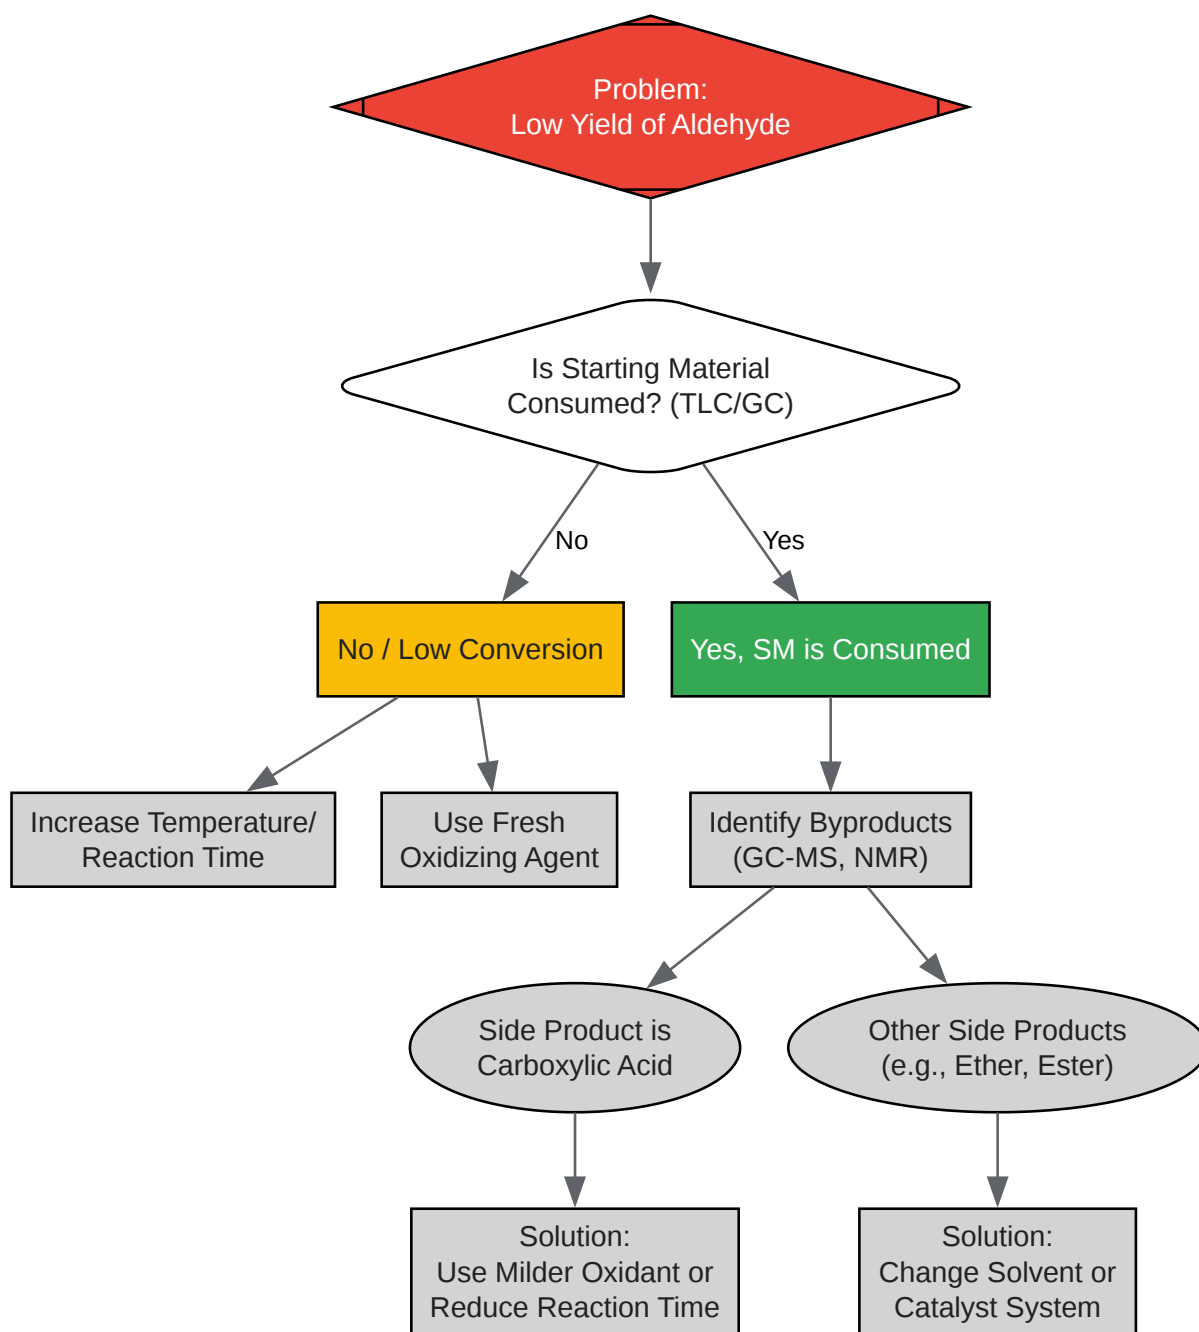 Problem:
Low Yield of Aldehyde
Is Starting Material
Consumed? (TLC/GC)
No
Yes
No / Low Conversion
Yes, SM is Consumed
Increase Temperature/
Reaction Time
Use Fresh
Oxidizing Agent
Identify Byproducts
(GC-MS, NMR)
Side Product is
Carboxylic Acid
Other Side Products
(e.g., Ether, Ester)
Solution:
Use Milder Oxidant or
Reduce Reaction Time
Solution:
Change Solvent or
Catalyst System